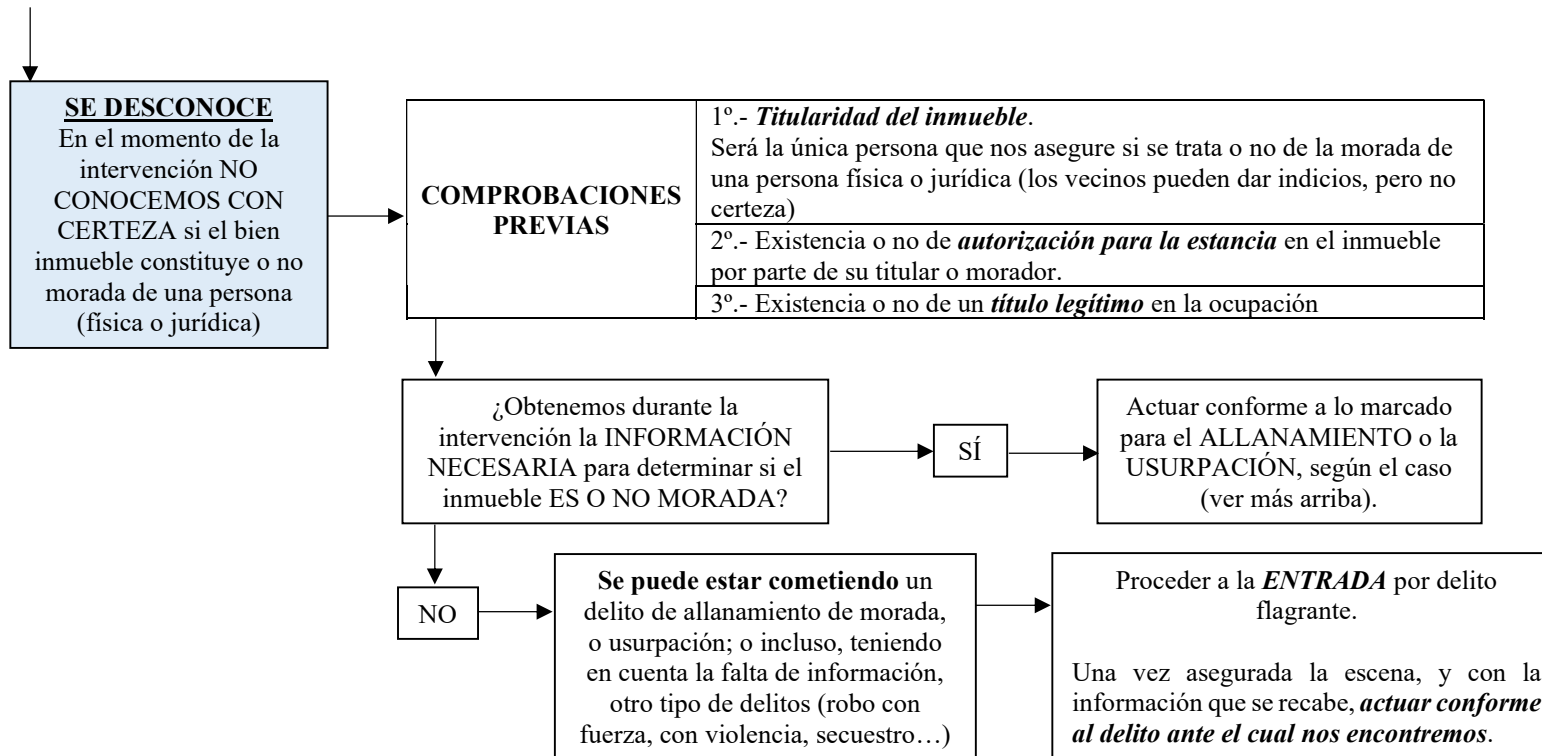 SE DESCONOCE
En el momento de la
intervención NO
CONOCEMOS CON
CERTEZA si el bien
inmueble constituye o no
morada de una persona
(física o jurídica)
COMPROBACIONES
PREVIAS
1º.- Titularidad del inmueble.
Será la única persona que nos asegure si se trata o no de la morada de
una persona física o jurídica (los vecinos pueden dar indicios, pero no
certeza)
2º.- Existencia o no de autorización para la estancia en el inmueble
por parte de su titular o morador.
3º.- Existencia o no de un título legítimo en la ocupación
¿Obtenemos durante la
intervención la INFORMACIÓN
NECESARIA para determinar si el
inmueble ES O NO MORADA?
SÍ
Actuar conforme a lo marcado
para el ALLANAMIENTO o la
USURPACIÓN, según el caso
(ver más arriba).
NO
Se puede estar cometiendo un
delito de allanamiento de morada,
o usurpación; o incluso, teniendo
en cuenta la falta de información,
otro tipo de delitos (robo con
fuerza, con violencia, secuestro…)
Proceder a la ENTRADA por delito
flagrante.
Una vez asegurada la escena, y con la
información que se recabe, actuar conforme
al delito ante el cual nos encontremos.